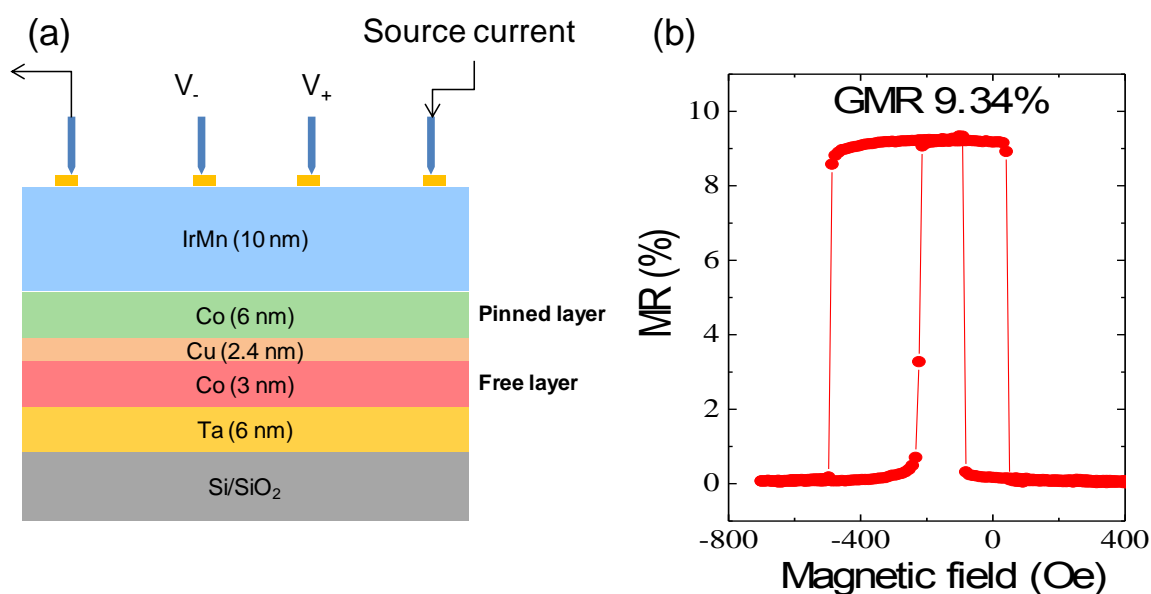 (a)
Source current
V-
V+
IrMn (10 nm)
Co (6 nm)
Pinned layer
Cu (2.4 nm)
Co (3 nm)
Free layer
Ta (6 nm)
Si/SiO2
(b)
GMR 9.34%
10
8
6
4
2
0
MR (%)
-800
-400
0
400
Magnetic field (Oe)